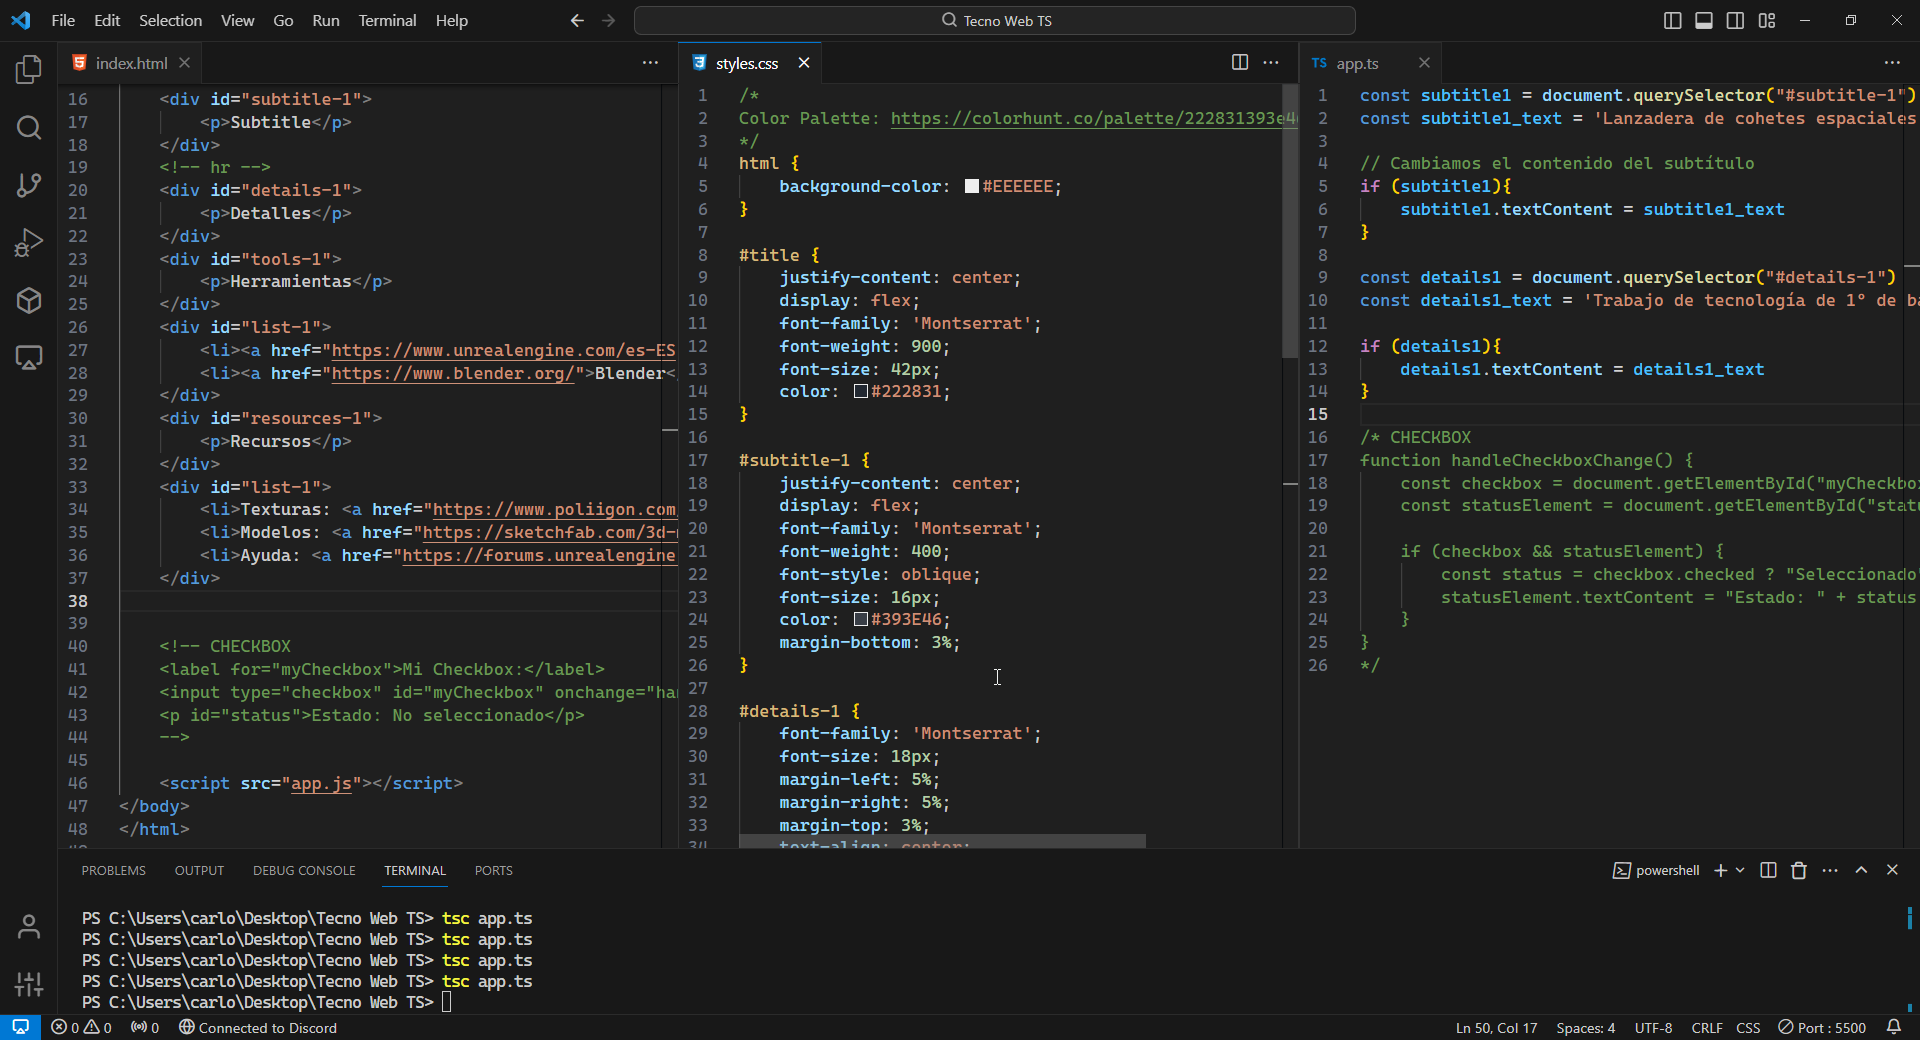 File Edit Selection View Go Run Terminal Help
Tecno Web TS
index.html
16 <div id="subtitle-1">
17 <p>Subtitle</p>
18 </div>
19 <!-- hr -->
20 <div id="details-1">
21 <p>Detalles</p>
22 </div>
23 <div id="tools-1">
24 <p>Herramientas</p>
25 </div>
26 <div id="list-1">
27 <li><a href="https://www.unrealengine.com/es-ES
28 <li><a href="https://www.blender.org/">Blender<
29 </div>
30 <div id="resources-1">
31 <p>Recursos</p>
32 </div>
33 <div id="list-1">
34 <li>Texturas: <a href="https://www.poliigon.com
35 <li>Modelos: <a href="https://sketchfab.com/3d-
36 <li>Ayuda: <a href="https://forums.unrealengine
37 </div>
38
39
40 <!-- CHECKBOX
41 <label for="myCheckbox">Mi Checkbox:</label>
42 <input type="checkbox" id="myCheckbox" onchange="ha
43 <p id="status">Estado: No seleccionado</p>
44 -->
45
46 <script src="app.js"></script>
47 </body>
48 </html>
styles.css
1 /*
2 Color Palette: https://colorhunt.co/palette/222831393e4
3 */
4 html {
5 background-color: #EEEEEE;
6 }
7
8 #title {
9 justify-content: center;
10 display: flex;
11 font-family: 'Montserrat';
12 font-weight: 900;
13 font-size: 42px;
14 color: #222831;
15 }
16
17 #subtitle-1 {
18 justify-content: center;
19 display: flex;
20 font-family: 'Montserrat';
21 font-weight: 400;
22 font-style: oblique;
23 font-size: 16px;
24 color: #393E46;
25 margin-bottom: 3%;
26 }
27
28 #details-1 {
29 font-family: 'Montserrat';
30 font-size: 18px;
31 margin-left: 5%;
32 margin-right: 5%;
33 margin-top: 3%;
34 text-align: center;
TS app.ts
1 const subtitle1 = document.querySelector("#subtitle-1")
2 const subtitle1_text = 'Lanzadera de cohetes espaciales
3
4 // Cambiamos el contenido del subtítulo
5 if (subtitle1){
6 subtitle1.textContent = subtitle1_text
7 }
8
9 const details1 = document.querySelector("#details-1")
10 const details1_text = 'Trabajo de tecnología de 1º de ba
11
12 if (details1){
13 details1.textContent = details1_text
14 }
15
16 /* CHECKBOX
17 function handleCheckboxChange() {
18 const checkbox = document.getElementById("myCheckbo
19 const statusElement = document.getElementById("stat
20
21 if (checkbox && statusElement) {
22 const status = checkbox.checked ? "Seleccionado
23 statusElement.textContent = "Estado: " + status
24 }
25 }
26 */
PROBLEMS OUTPUT DEBUG CONSOLE TERMINAL PORTS
powershell
PS C:\Users\carlo\Desktop\Tecno Web TS> tsc app.ts
PS C:\Users\carlo\Desktop\Tecno Web TS> tsc app.ts
PS C:\Users\carlo\Desktop\Tecno Web TS> tsc app.ts
PS C:\Users\carlo\Desktop\Tecno Web TS> tsc app.ts
PS C:\Users\carlo\Desktop\Tecno Web TS>
0 0 0 Connected to Discord
Ln 50, Col 17 Spaces: 4 UTF-8 CRLF CSS Port : 5500